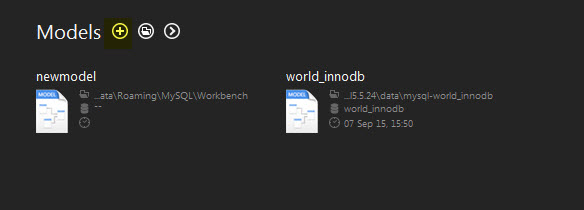 Models
newmodel
MODEL
...ata\Roaming\MySQL\Workbench
--
world_innodb
MODEL
...l5.5.24\data\mysql-world_innodb
world_innodb
07 Sep 15, 15:50